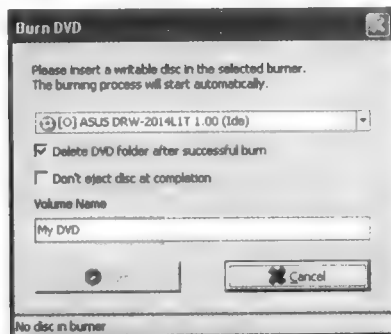 Burn DVD
Please insert a writable disc in the selected burner.
The burning process will start automatically.
[O] ASUS DRW-2014L1T 1.00 (Ide)
Delete DVD folder after successful burn
Don't eject disc at completion
Volume Name
My DVD
Cancel
No disc in burner